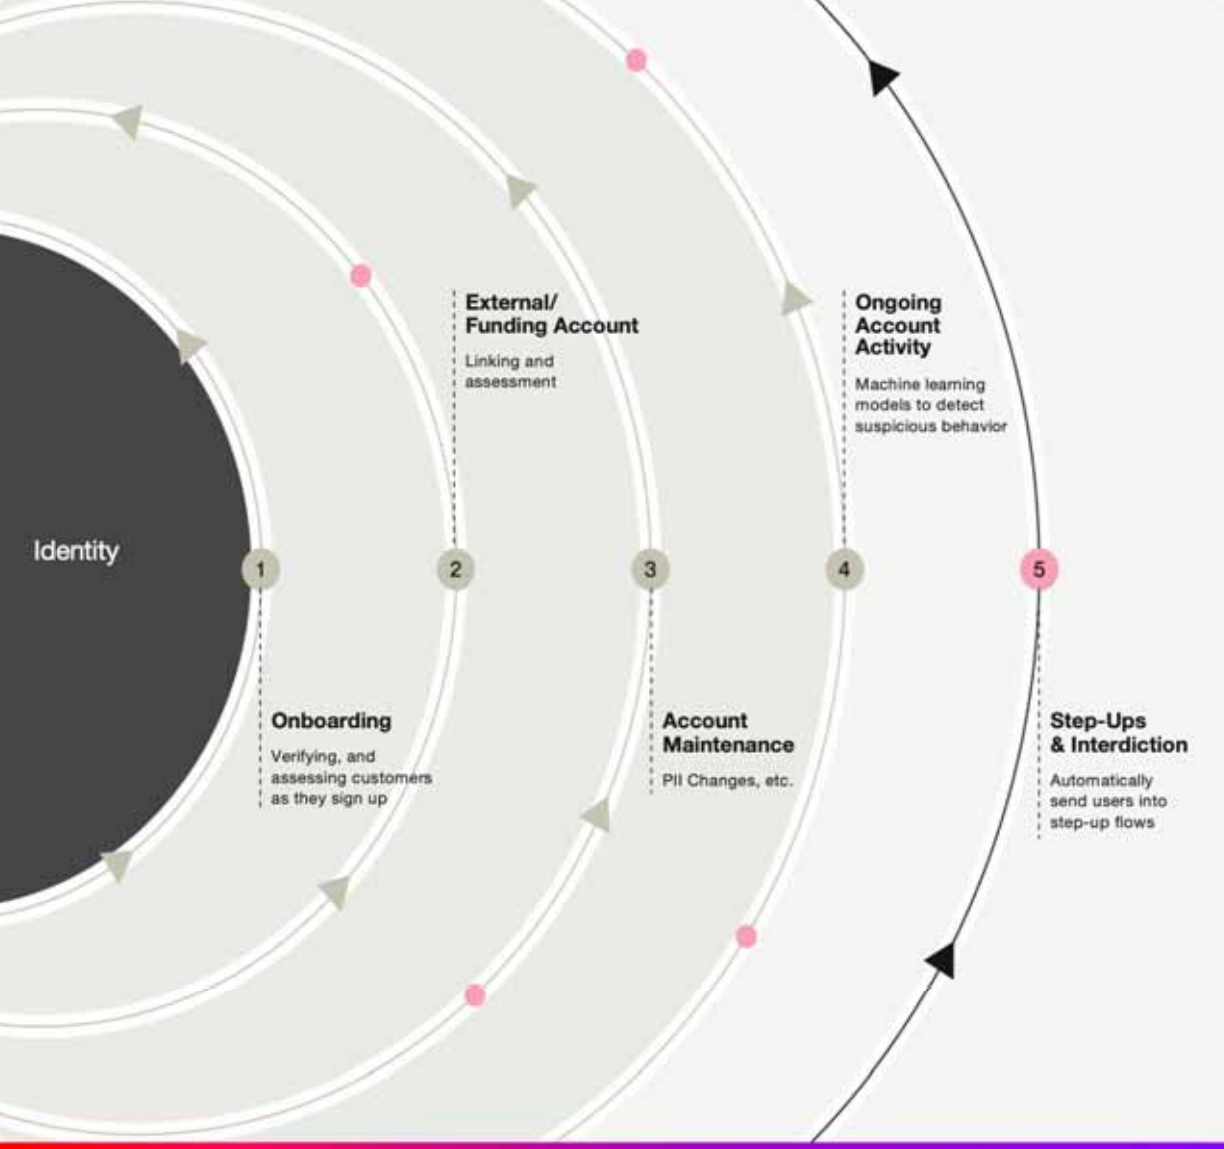 External/
Funding Account
Linking and
assessment
Ongoing
Account
Activity
Machine learning
models to detect
suspicious behavior
Identity
1
2
3
4
5
Onboarding
Verifying, and
assessing customers
as they sign up
Account
Maintenance
PII Changes, etc.
Step-Ups
& Interdiction
Automatically
send users into
step-up flows